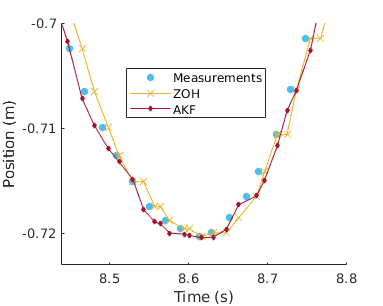 -0.7
-0.71
-0.72
Position (m)
Measurements
ZOH
AKF
8.5
8.6
8.7
8.8
Time (s)